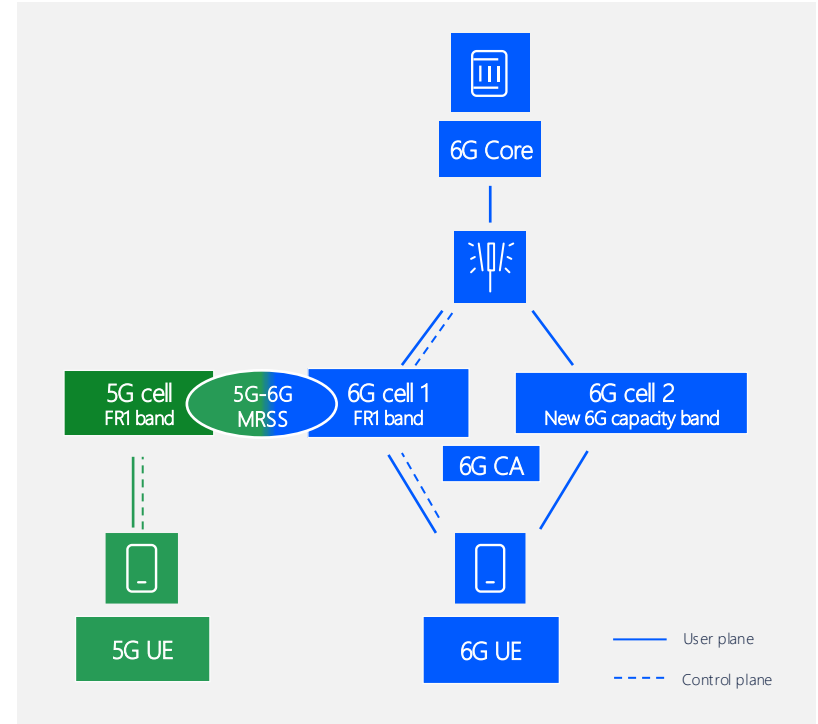 6G Core
5G cell
FR1 band
5G-6G
MRSS
6G cell 1
FR1 band
6G cell 2
New 6G capacity band
6G CA
5G UE
6G UE
User plane
Control plane